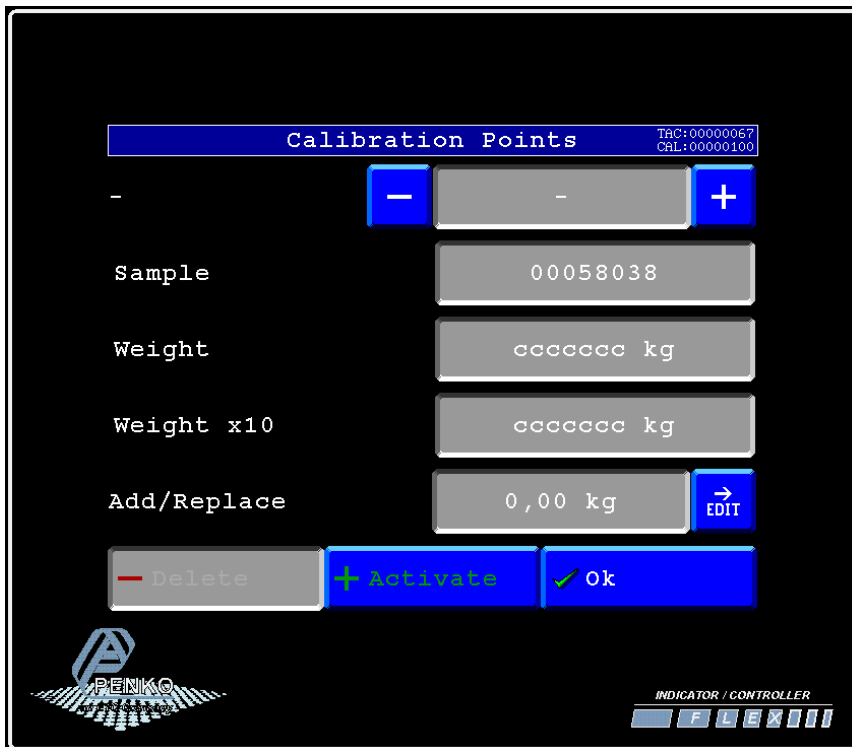 Calibration Points
TAC:00000067
CAL:00000100
- − - +
Sample 00058038
Weight ccccccc kg
Weight x10 ccccccc kg
Add/Replace 0,00 kg → EDIT
− Delete + Activate Ok
PENKO
INDICATOR / CONTROLLER
FLEX